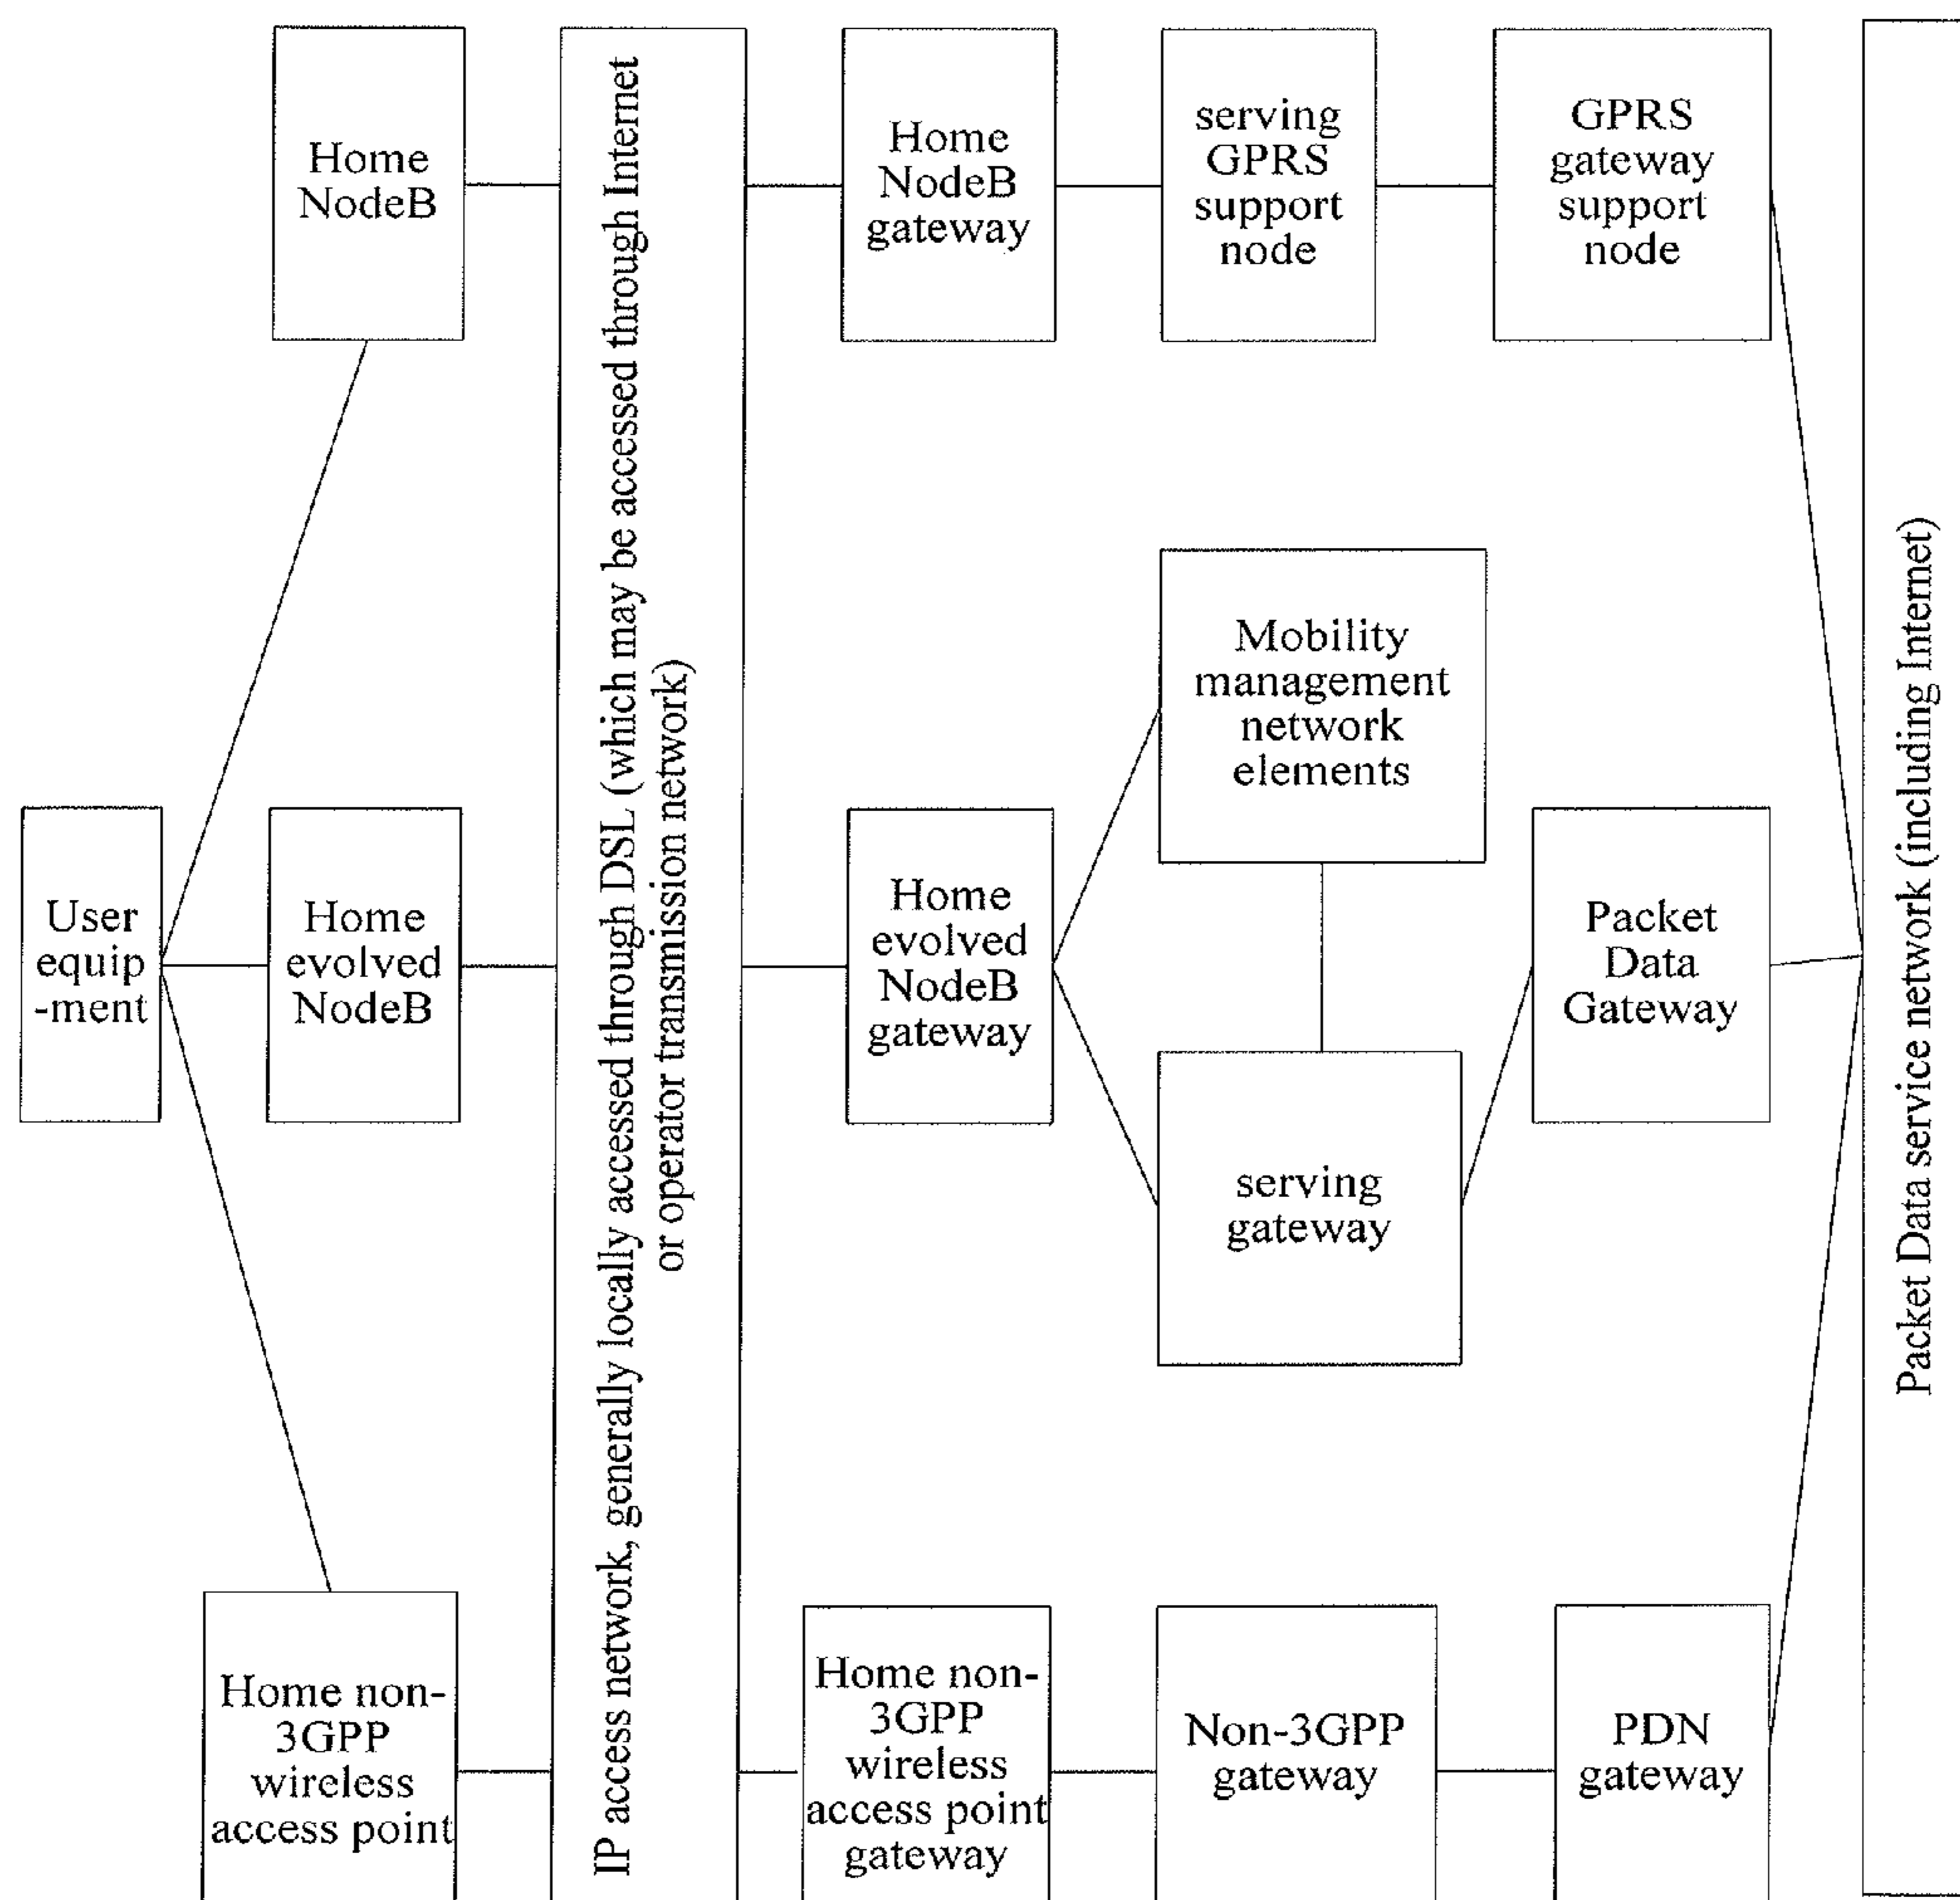 Home
NodeB
Home
NodeB
gateway
serving
GPRS
support
node
GPRS
gateway
support
node
IP access network, generally locally accessed through DSL (which may be accessed through Internet
or operator transmission network)
Packet Data service network (including Internet)
Mobility
management
network
elements
User
equip
-ment
Home
evolved
NodeB
Home
evolved
NodeB
gateway
Packet
Data
Gateway
serving
gateway
Home non-
3GPP
wireless
access point
Home non-
3GPP
wireless
access point
gateway
Non-3GPP
gateway
PDN
gateway